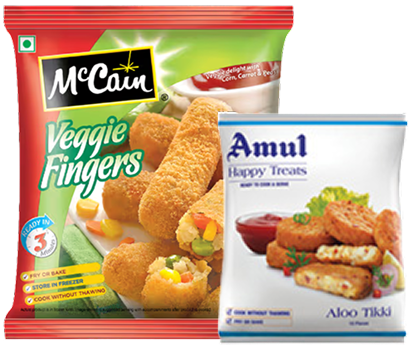 McCain
®
Veggie delight with
Corn, Carrot & Peas
Veggie
Fingers
READY IN
3
Minutes
FRY OR BAKE
STORE IN FREEZER
COOK WITHOUT THAWING
Amul
Happy Treats
READY TO COOK & SERVE
COOK WITHOUT THAWING
FRY OR BAKE
Aloo Tikki